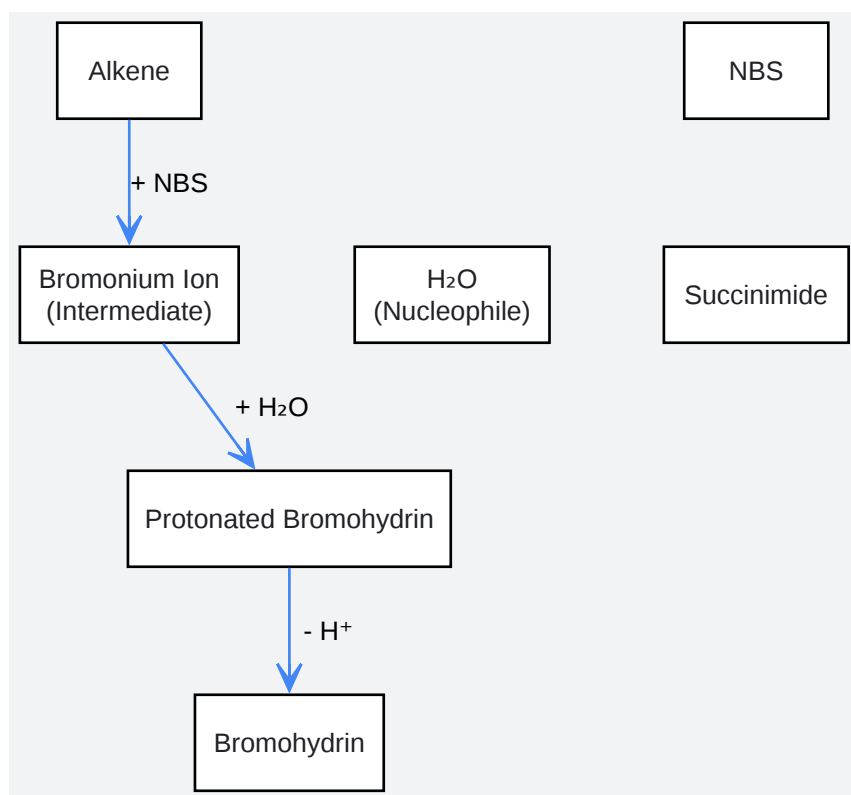 Alkene
NBS
+ NBS
Bromonium Ion
(Intermediate)
H₂O
(Nucleophile)
Succinimide
+ H₂O
Protonated Bromohydrin
- H⁺
Bromohydrin